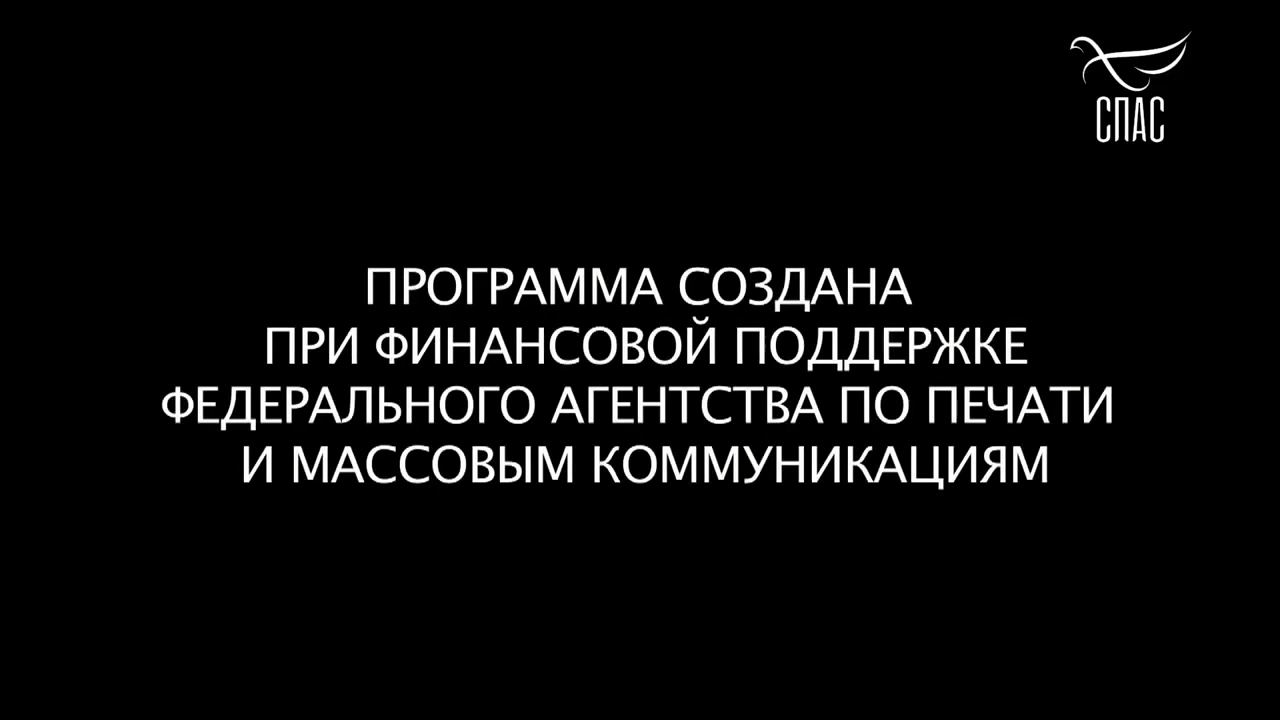 СПАС
ПРОГРАММА СОЗДАНА
ПРИ ФИНАНСОВОЙ ПОДДЕРЖКЕ
ФЕДЕРАЛЬНОГО АГЕНТСТВА ПО ПЕЧАТИ
И МАССОВЫМ КОММУНИКАЦИЯМ